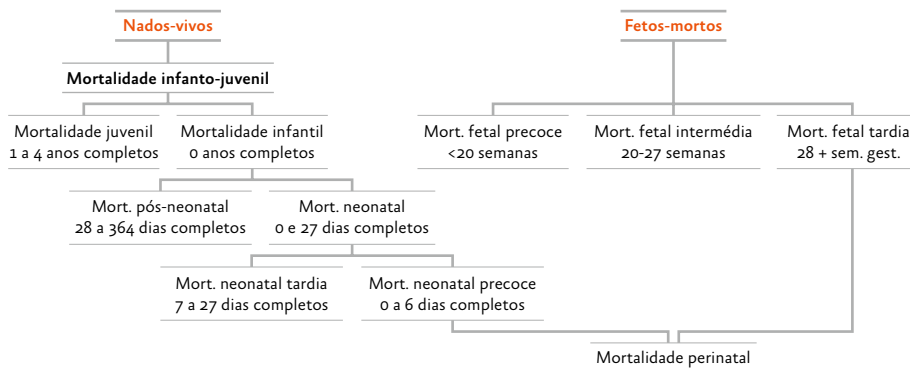 Nados-vivos
Fetos-mortos
Mortalidade infanto-juvenil
Mortalidade juvenil
1 a 4 anos completos
Mortalidade infantil
0 anos completos
Mort. fetal precoce
<20 semanas
Mort. fetal intermédia
20-27 semanas
Mort. fetal tardia
28 + sem. gest.
Mort. pós-neonatal
28 a 364 dias completos
Mort. neonatal
0 e 27 dias completos
Mort. neonatal tardia
7 a 27 dias completos
Mort. neonatal precoce
0 a 6 dias completos
Mortalidade perinatal